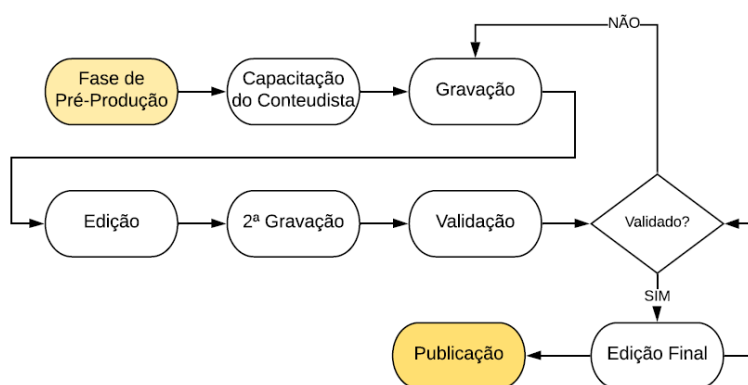 NÃO
Fase de
Pré-Produção
Capacitação
do Conteudista
Gravação
Edição
2ª Gravação
Validação
Validado?
SIM
Publicação
Edição Final